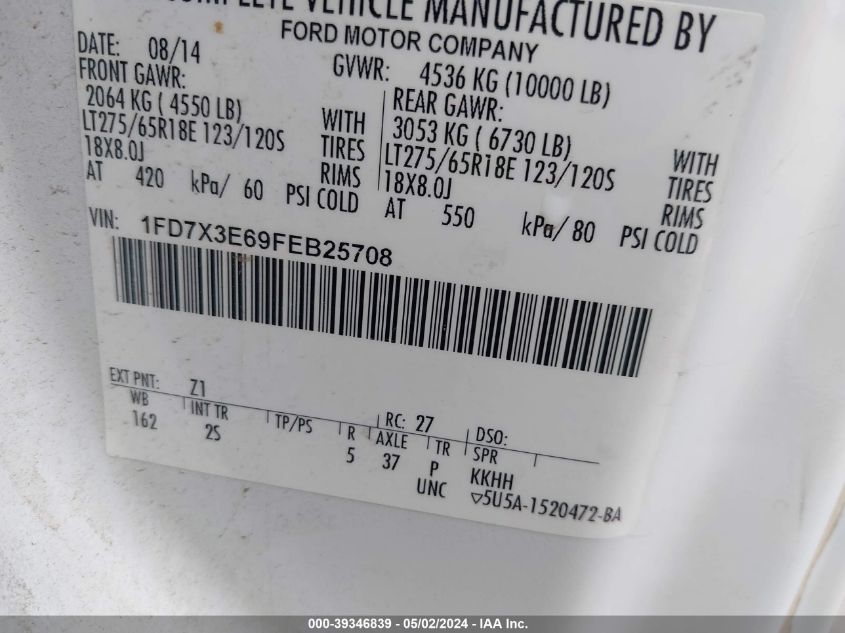 COMPLETE VEHICLE MANUFACTURED BY
FORD MOTOR COMPANY
DATE: 08/14 GVWR: 4536 KG (10000 LB)
FRONT GAWR: REAR GAWR:
2064 KG ( 4550 LB) WITH 3053 KG ( 6730 LB) WITH
LT275/65R18E 123/120S TIRES LT275/65R18E 123/120S TIRES
18X8.0J RIMS 18X8.0J RIMS
AT 420 kPa/ 60 PSI COLD AT 550 kPa/ 80 PSI COLD
VIN: 1FD7X3E69FEB25708
EXT PNT: Z1 RC: 27 DSO:
WB INT TR TP/PS R AXLE TR SPR
162 2S 5 37 P KKHH
UNC ▽5U5A-1520472-BA
000-39346839 - 05/02/2024 - IAA Inc.